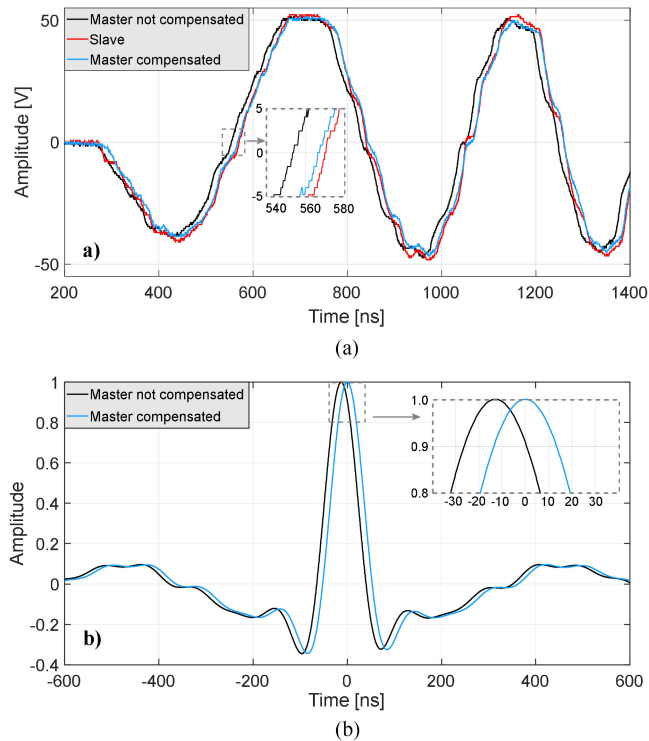 Master not compensated
Slave
Master compensated
50
0
-50
Amplitude [V]
5
0
-5
540 560 580
a)
200 400 600 800 1000 1200 1400
Time [ns]
(a)
Master not compensated
Master compensated
1
0.8
0.6
0.4
0.2
0
-0.2
-0.4
Amplitude
1.0
0.9
0.8
-30 -20 -10 0 10 20 30
b)
-600 -400 -200 0 200 400 600
Time [ns]
(b)